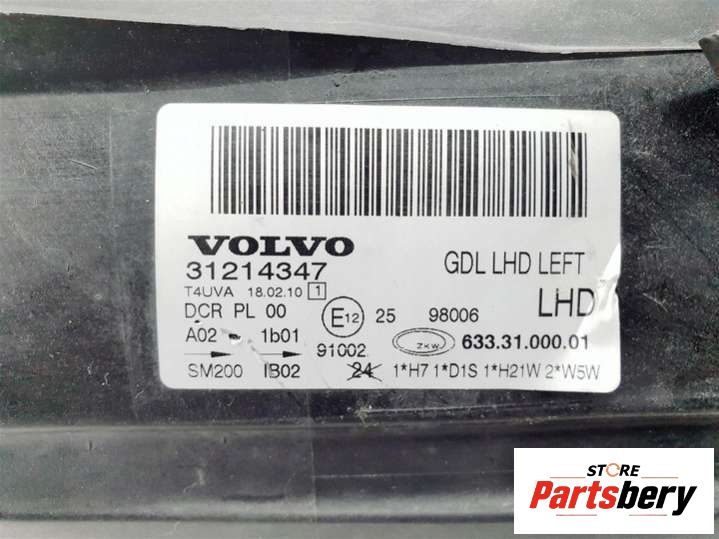 VOLVO
31214347
GDL LHD LEFT
T4UVA 18.02.10 1
LHD
DCR PL 00
E12 25 98006
A02 1b01
91002
ZKW 633.31.000.01
SM200 IB02
24 1*H7 1*D1S 1*H21W 2*W5W
STORE
Partsbery